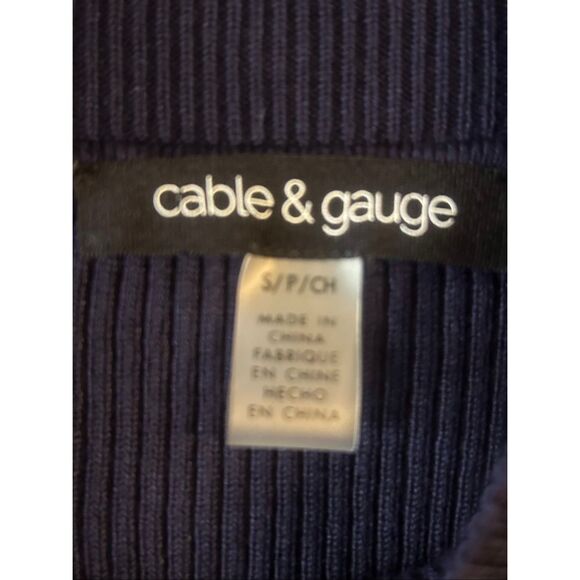 cable & gauge
S/P/CH
MADE IN
CHINA
FABRIQUE
EN CHINE
HECHO
EN CHINA